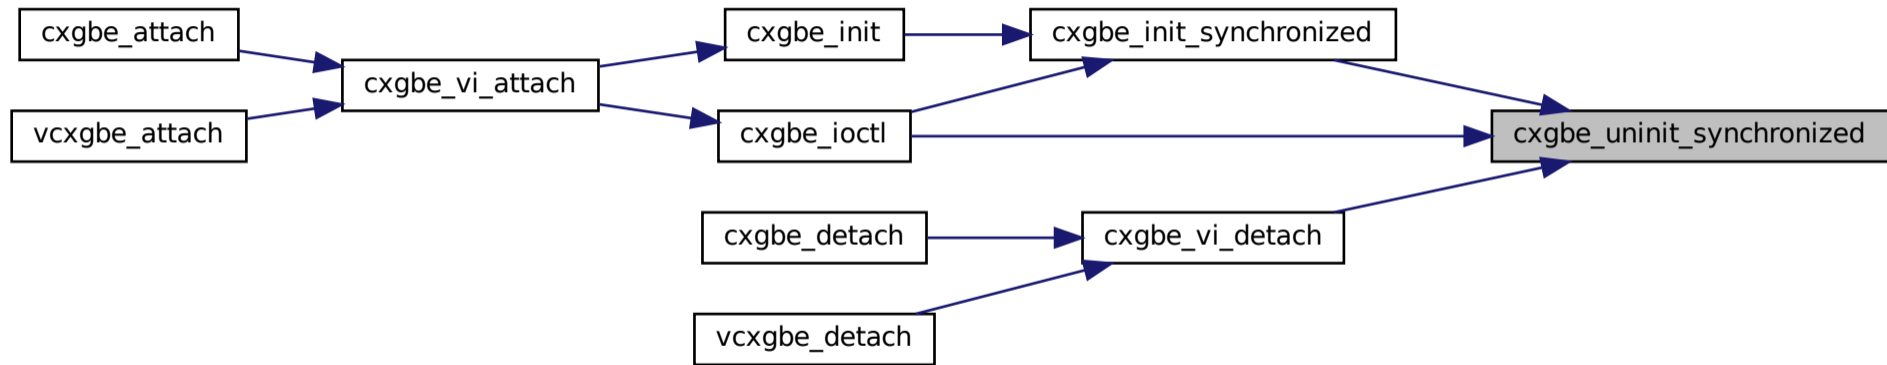 cxgbe_attach
cxgbe_init
cxgbe_init_synchronized
cxgbe_vi_attach
vcxgbe_attach
cxgbe_ioctl
cxgbe_uninit_synchronized
cxgbe_detach
cxgbe_vi_detach
vcxgbe_detach